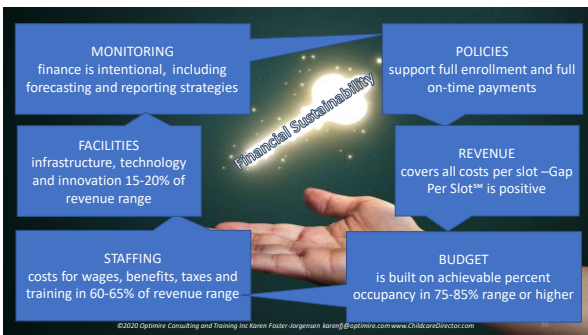 MONITORING
finance is intentional, including
forecasting and reporting strategies
POLICIES
support full enrollment and full
on-time payments
Financial Sustainability
FACILITIES
infrastructure, technology
and innovation 15-20% of
revenue range
REVENUE
covers all costs per slot –Gap
Per Slot℠ is positive
STAFFING
costs for wages, benefits, taxes and
training in 60-65% of revenue range
BUDGET
is built on achievable percent
occupancy in 75-85% range or higher
©2020 Optimire Consulting and Training Inc Karen Foster-Jorgensen karenfj@optimire.com www.ChildcareDirector.com